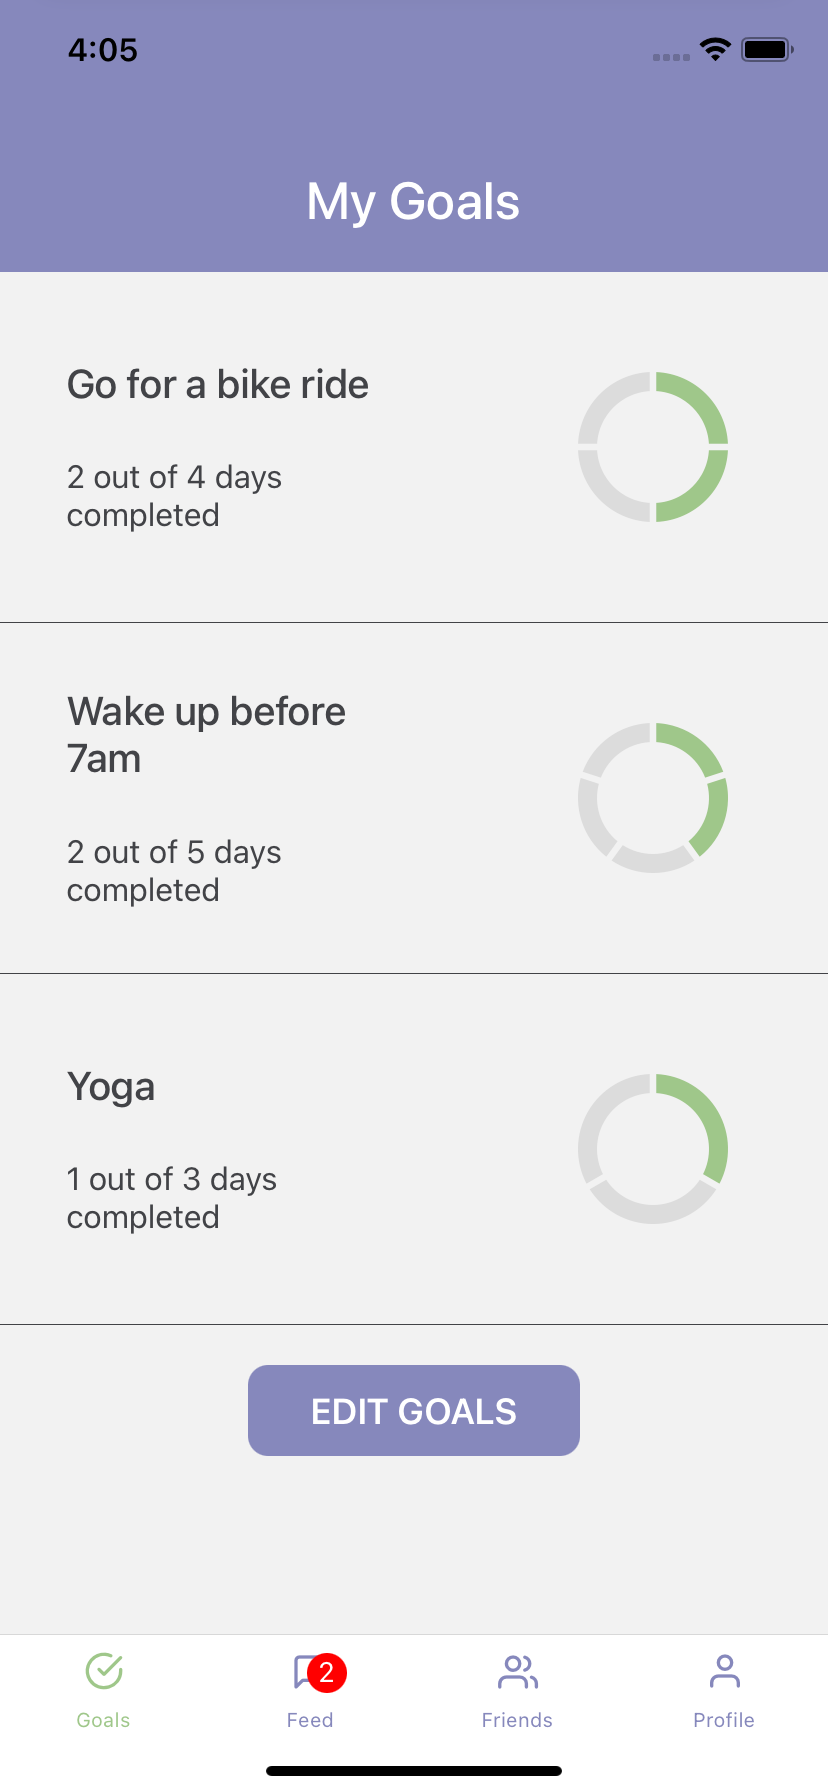 4:05
My Goals
Go for a bike ride
2 out of 4 days
completed
Wake up before
7am
2 out of 5 days
completed
Yoga
1 out of 3 days
completed
EDIT GOALS
2
Goals
Feed
Friends
Profile